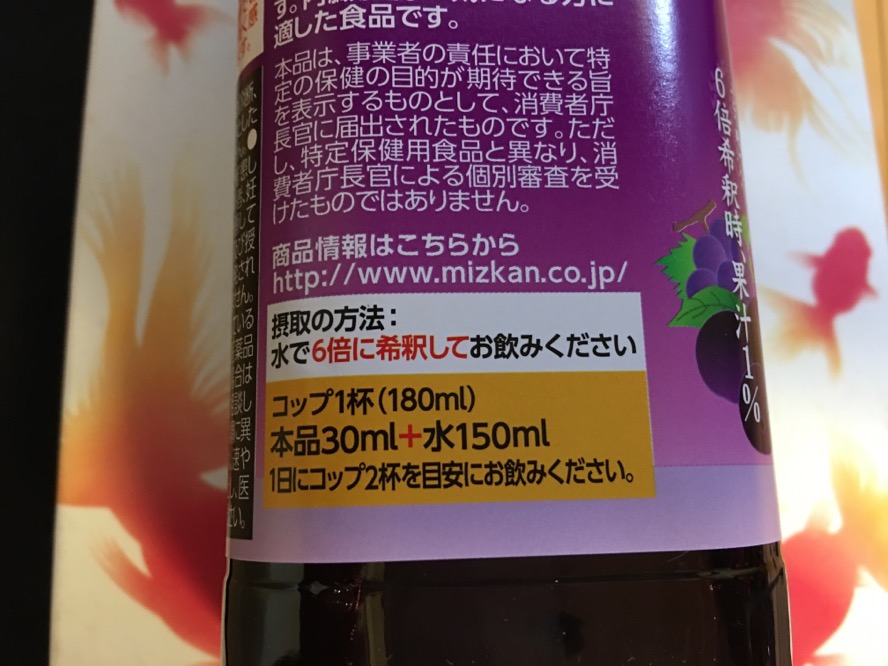 適した食品です。
本品は、事業者の責任において特
定の保健の目的が期待できる旨
を表示するものとして、消費者庁
長官に届出されたものです。ただ
し、特定保健用食品と異なり、消
費者庁長官による個別審査を受
けたものではありません。
商品情報はこちらから
http://www.mizkan.co.jp/
摂取の方法：
水で6倍に希釈してお飲みください
コップ1杯（180ml）
本品30ml+水150ml
1日にコップ2杯を目安にお飲みください。
6倍希釈時、果汁1%